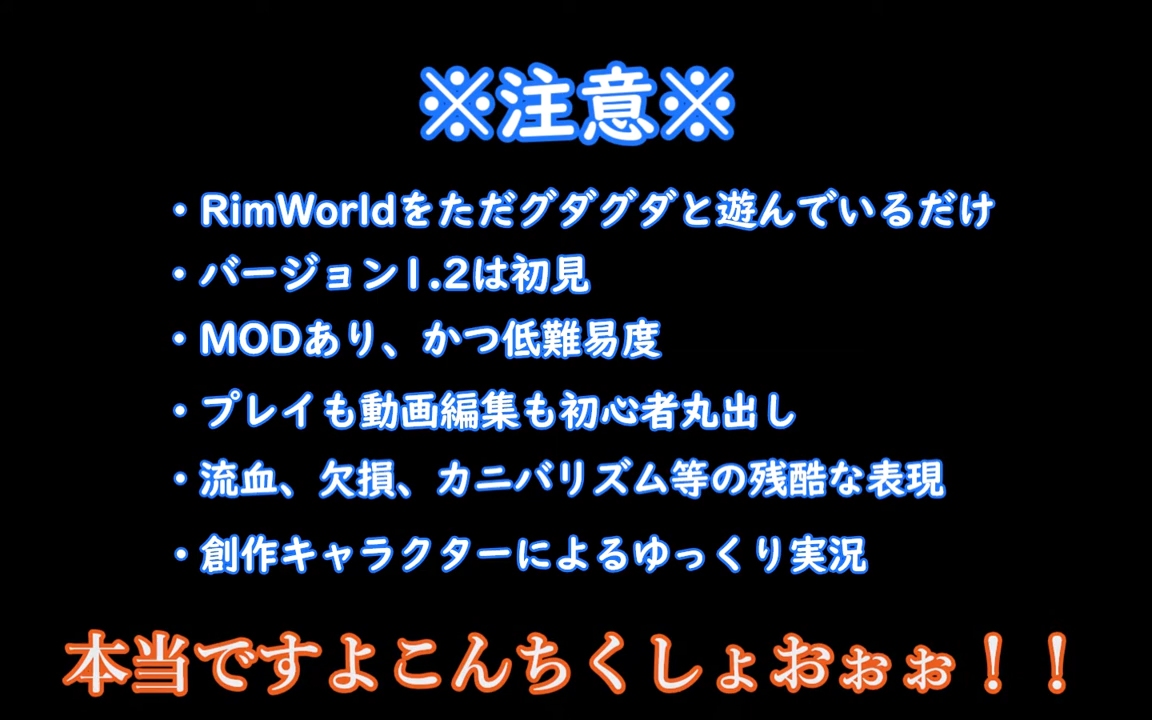 ※注意※
・RimWorldをただグダグダと遊んでいるだけ
・バージョン1.2は初見
・MODあり、かつ低難易度
・プレイも動画編集も初心者丸出し
・流血、欠損、カニバリズム等の残酷な表現
・創作キャラクターによるゆっくり実況
本当ですよこんちくしょおぉぉ！！